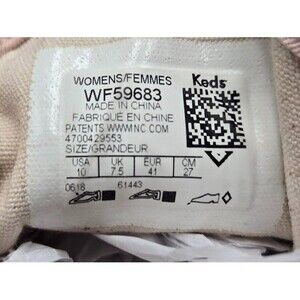 WOMENS/FEMMES
Keds
WF59683
MADE IN CHINA
FABRIQUE EN CHINE
PATENTS WWWNC.COM
4700429553
SIZE/GRANDEUR
USA UK EUR CM
10 7.5 41 27
0616 61443